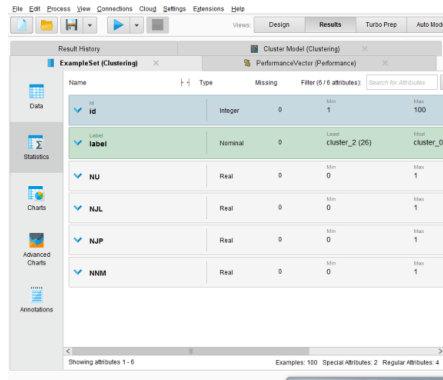 File Edit Process View Connections Cloud Settings Extensions Help
Views: Design Results Turbo Prep Auto Mod
Result History Cluster Model (Clustering)
ExampleSet (Clustering) PerformanceVector (Performance)
Name Type Missing Filter (6 / 6 attributes): Search for Attributes
Data
Id Min Max
id Integer 0 1 100
Label Least Most
label Nominal 0 cluster_2 (26) cluster_0
Statistics
Min Max
NU Real 0 0 1
Charts
Min Max
NJL Real 0 0 1
Min Max
NJP Real 0 0 1
Advanced
Charts
Min Max
NNM Real 0 0 1
Annotations
Showing attributes 1 - 6 Examples: 100 Special Attributes: 2 Regular Attributes: 4